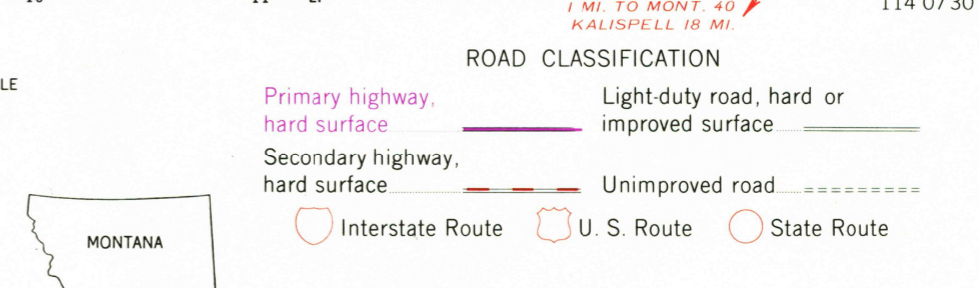 1 MI. TO MONT. 40
KALISPELL 18 MI.
114 07 30
ROAD CLASSIFICATION
LE
Primary highway,
hard surface
Light-duty road, hard or
improved surface
Secondary highway,
hard surface
Unimproved road
Interstate Route
U. S. Route
State Route
MONTANA